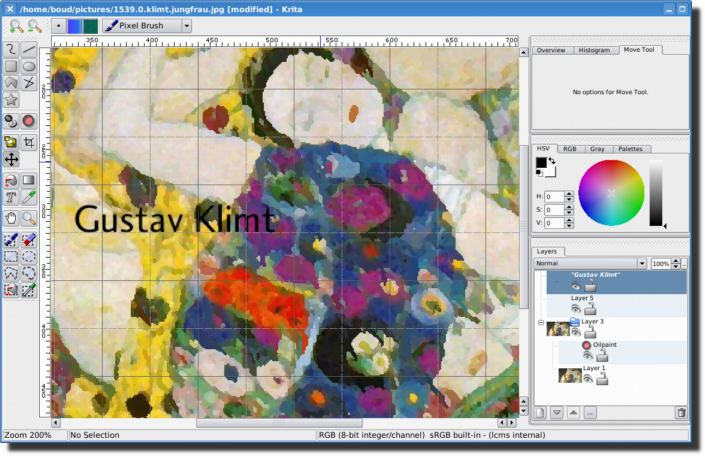 /home/boud/pictures/1539.0.klimt.jungfrau.jpg [modified] - Krita
Pixel Brush
350 400 450 500 550 600 650 700
Overview Histogram Move Tool
No options for Move Tool.
HSV RGB Gray Palettes
H: 0
S: 0
V: 0
Gustav Klimt
Layers
Normal 100%
"Gustav Klimt"
Layer 5
Layer 3
Oilpaint
Layer 1
Zoom 200% No Selection RGB (8-bit integer/channel) sRGB built-in - (lcms internal)